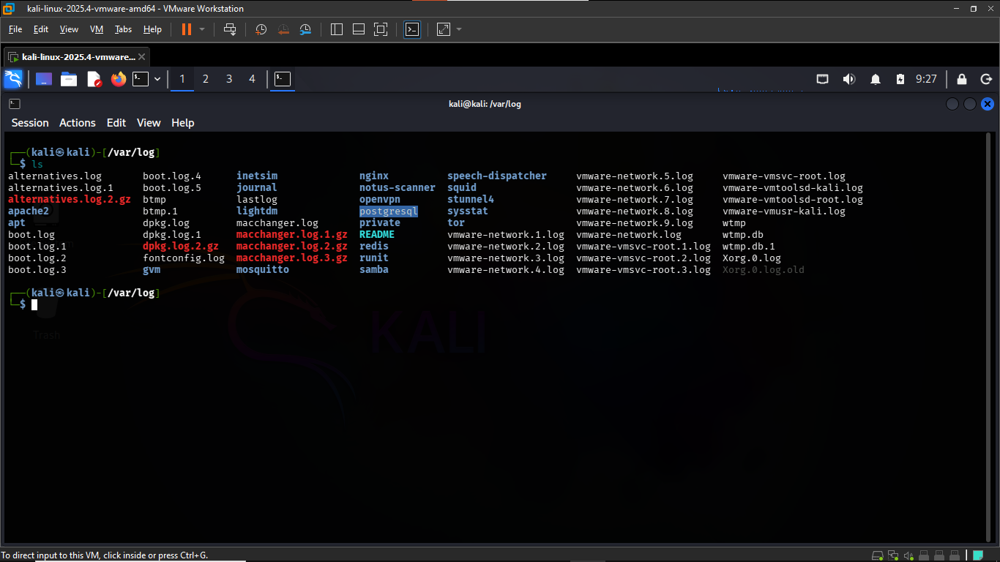 kali-linux-2025.4-vmware-amd64 - VMware Workstation
File Edit View VM Tabs Help
kali-linux-2025.4-vmware...
1 2 3 4 9:27
kali@kali: /var/log
Session Actions Edit View Help
┌──(kali㉿kali)-[/var/log]
└─$ ls
alternatives.log boot.log.4 inetsim nginx speech-dispatcher vmware-network.5.log vmware-vmsvc-root.log
alternatives.log.1 boot.log.5 journal notus-scanner squid vmware-network.6.log vmware-vmtoolsd-kali.log
alternatives.log.2.gz btmp lastlog openvpn stunnel4 vmware-network.7.log vmware-vmtoolsd-root.log
apache2 btmp.1 lightdm postgresql sysstat vmware-network.8.log vmware-vmusr-kali.log
apt dpkg.log macchanger.log private tor vmware-network.9.log wtmp
boot.log dpkg.log.1 macchanger.log.1.gz README vmware-network.1.log vmware-network.log wtmp.db
boot.log.1 dpkg.log.2.gz macchanger.log.2.gz redis vmware-network.2.log vmware-vmsvc-root.1.log wtmp.db.1
boot.log.2 fontconfig.log macchanger.log.3.gz runit vmware-network.3.log vmware-vmsvc-root.2.log Xorg.0.log
boot.log.3 gvm mosquitto samba vmware-network.4.log vmware-vmsvc-root.3.log Xorg.0.log.old
┌──(kali㉿kali)-[/var/log]
└─$
KALI
Trash
To direct input to this VM, click inside or press Ctrl+G.